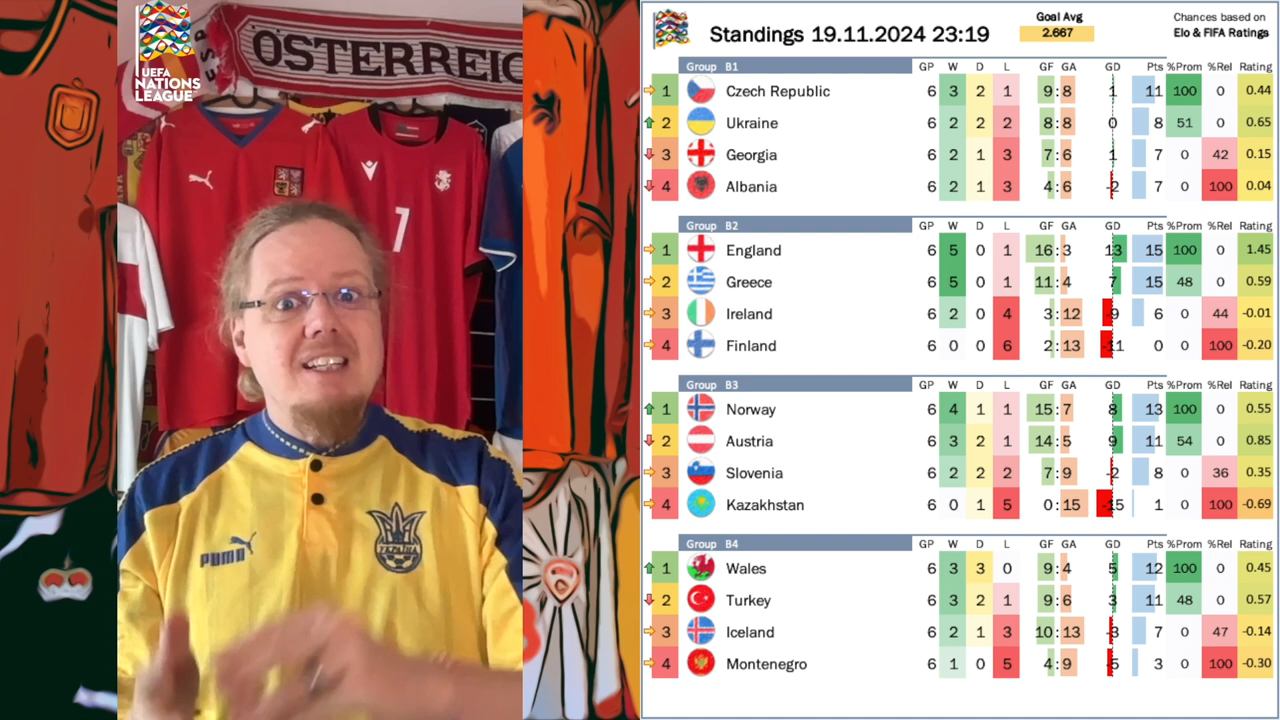 UEFA
NATIONS
LEAGUE
ÖSTERREIC
7
PUMA
УКРАЇНА
Standings 19.11.2024 23:19
Goal Avg
2.667
Chances based on
Elo & FIFA Ratings
Group B1 GP W D L GF GA GD Pts %Prom %Rel Rating
1 Czech Republic 6 3 2 1 9:8 1 11 100 0 0.44
2 Ukraine 6 2 2 2 8:8 0 8 51 0 0.65
3 Georgia 6 2 1 3 7:6 1 7 0 42 0.15
4 Albania 6 2 1 3 4:6 -2 7 0 100 0.04
Group B2 GP W D L GF GA GD Pts %Prom %Rel Rating
1 England 6 5 0 1 16:3 13 15 100 0 1.45
2 Greece 6 5 0 1 11:4 7 15 48 0 0.59
3 Ireland 6 2 0 4 3:12 -9 6 0 44 -0.01
4 Finland 6 0 0 6 2:13 -11 0 0 100 -0.20
Group B3 GP W D L GF GA GD Pts %Prom %Rel Rating
1 Norway 6 4 1 1 15:7 8 13 100 0 0.55
2 Austria 6 3 2 1 14:5 9 11 54 0 0.85
3 Slovenia 6 2 2 2 7:9 -2 8 0 36 0.35
4 Kazakhstan 6 0 1 5 0:15 -15 1 0 100 -0.69
Group B4 GP W D L GF GA GD Pts %Prom %Rel Rating
1 Wales 6 3 3 0 9:4 5 12 100 0 0.45
2 Turkey 6 3 2 1 9:6 3 11 48 0 0.57
3 Iceland 6 2 1 3 10:13 -3 7 0 47 -0.14
4 Montenegro 6 1 0 5 4:9 -5 3 0 100 -0.30